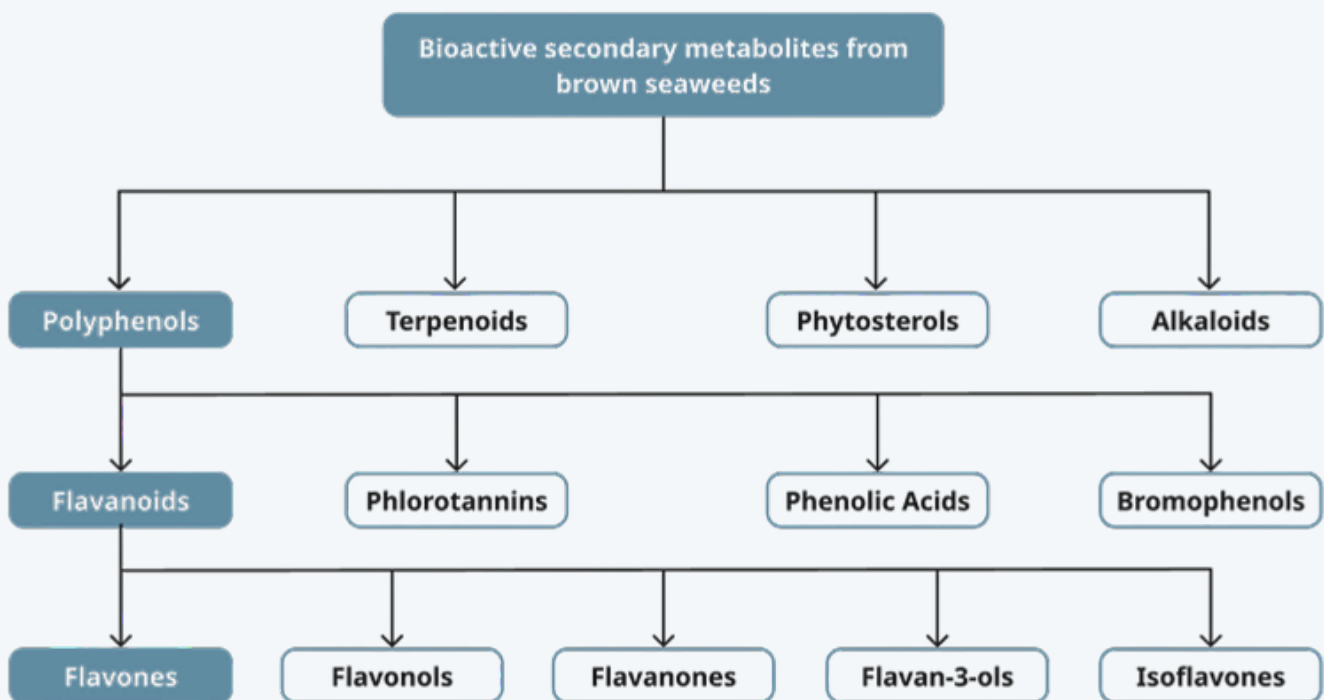 Bioactive secondary metabolites from
brown seaweeds
Polyphenols
Terpenoids
Phytosterols
Alkaloids
Flavanoids
Phlorotannins
Phenolic Acids
Bromophenols
Flavones
Flavonols
Flavanones
Flavan-3-ols
Isoflavones